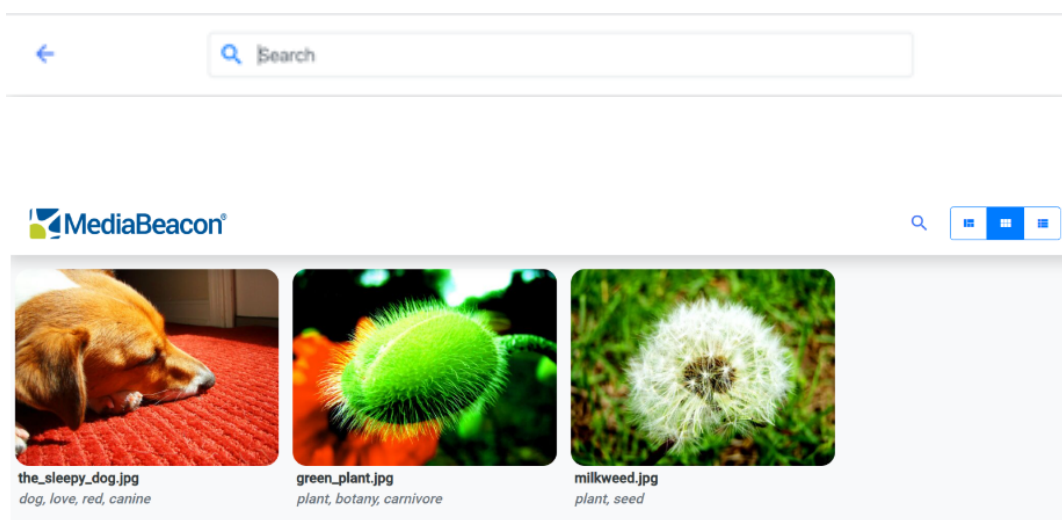 Search
MediaBeacon®
the_sleepy_dog.jpg
dog, love, red, canine
green_plant.jpg
plant, botany, carnivore
milkweed.jpg
plant, seed